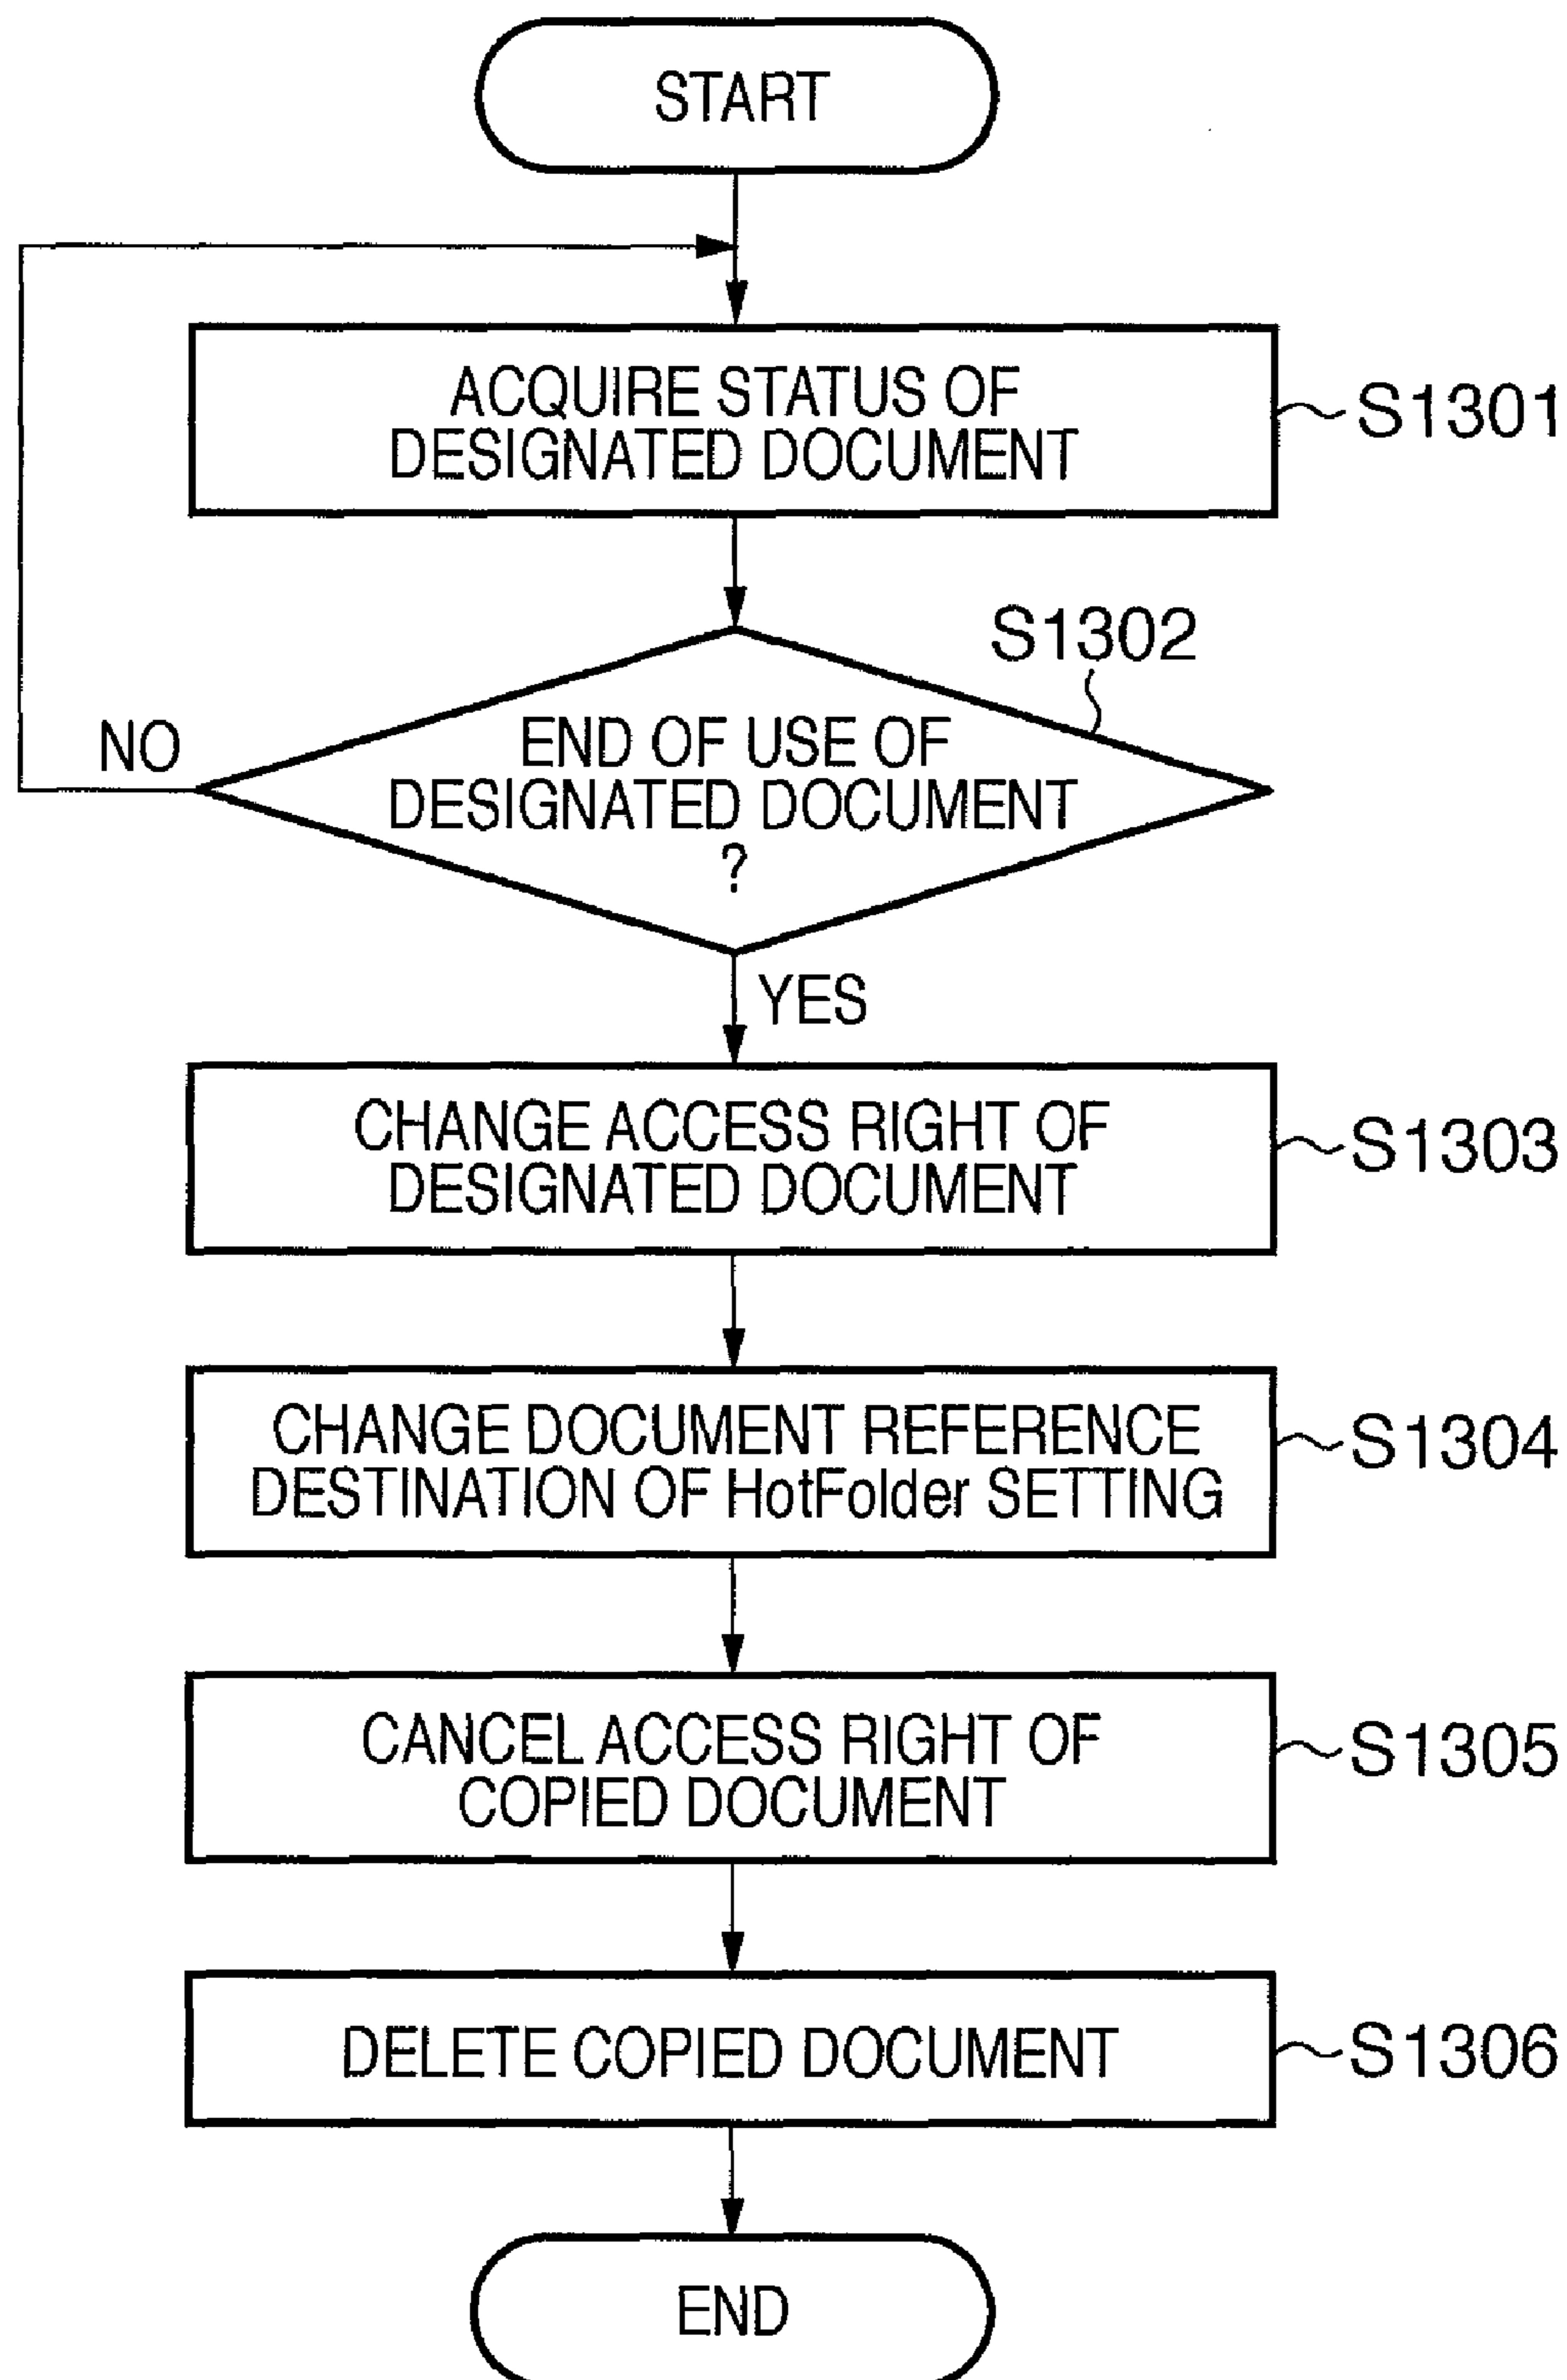 START
ACQUIRE STATUS OF
DESIGNATED DOCUMENT
S1301
S1302
END OF USE OF
DESIGNATED DOCUMENT
?
NO
YES
CHANGE ACCESS RIGHT OF
DESIGNATED DOCUMENT
S1303
CHANGE DOCUMENT REFERENCE
DESTINATION OF HotFolder SETTING
S1304
CANCEL ACCESS RIGHT OF
COPIED DOCUMENT
S1305
DELETE COPIED DOCUMENT
S1306
END